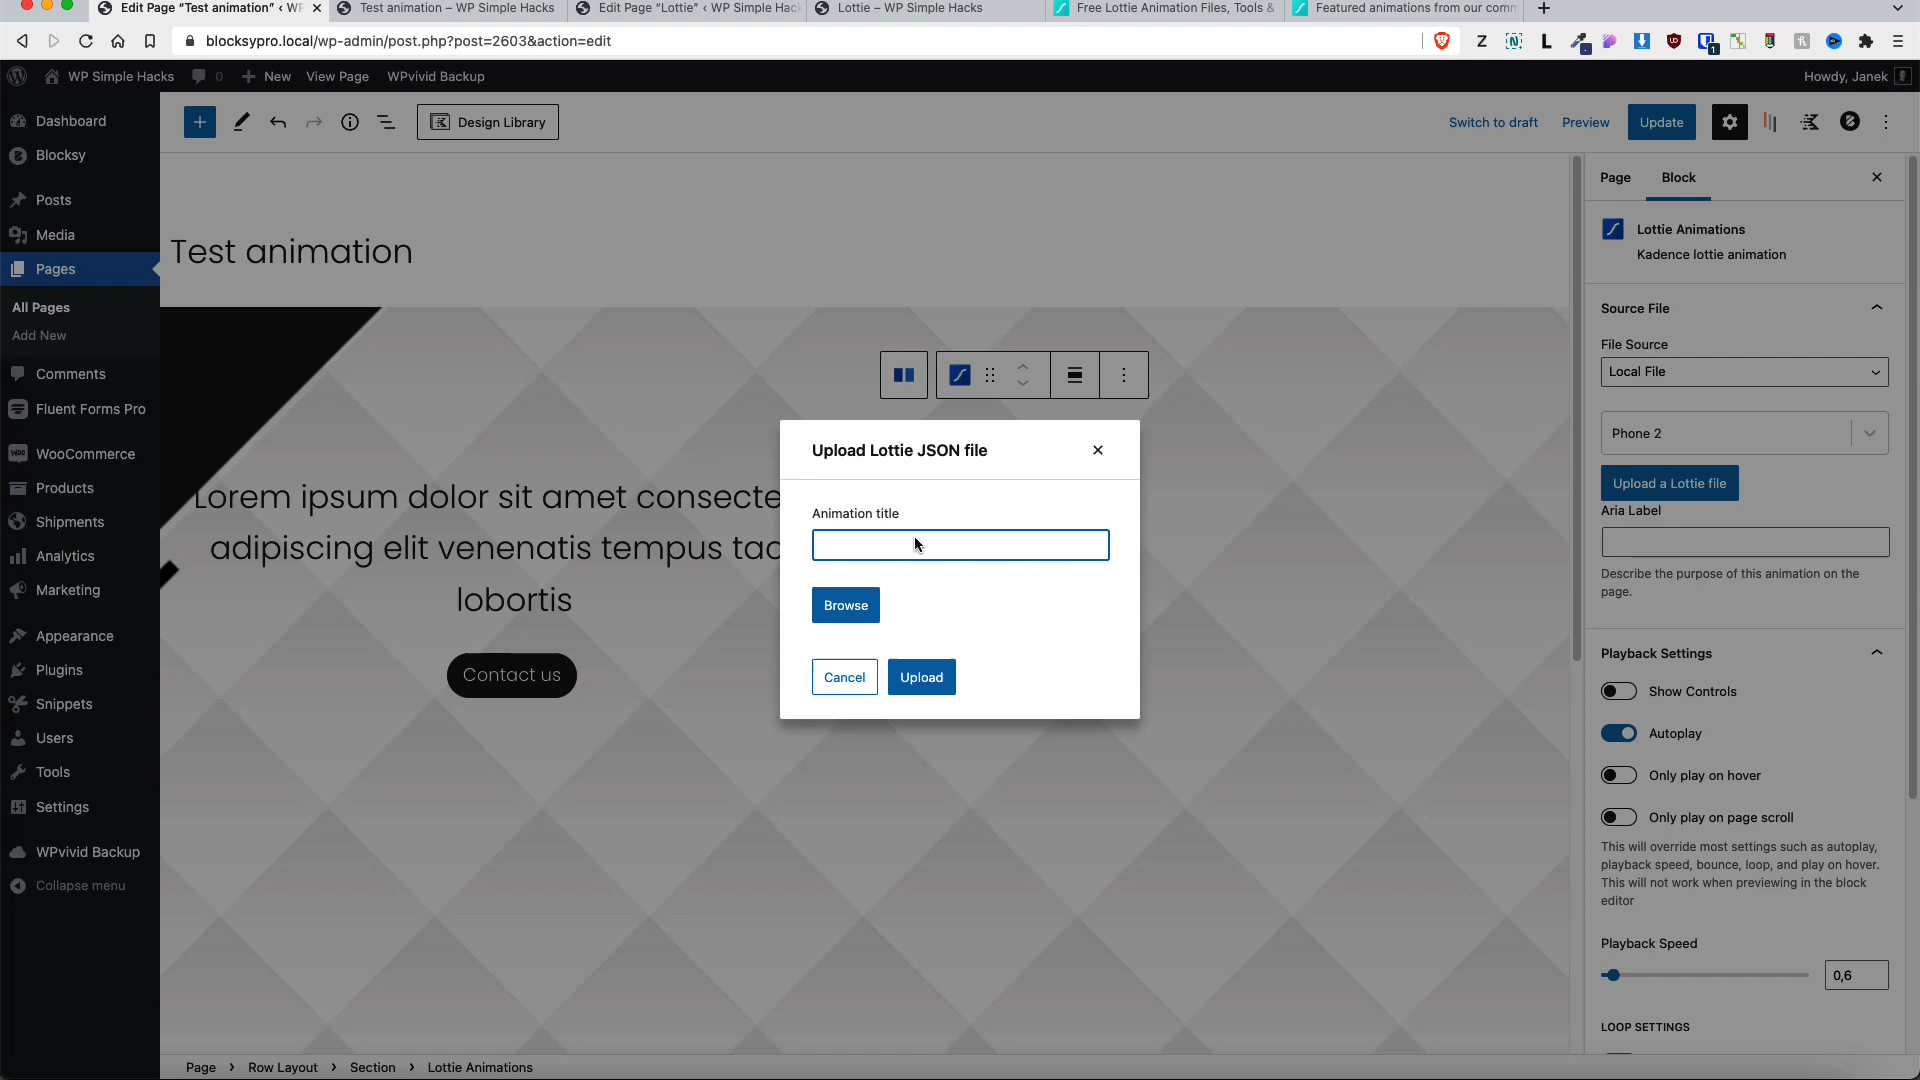 Edit Page “Test animation” ‹ WF
Test animation – WP Simple Hacks
Edit Page “Lottie” ‹ WP Simple Hac
Lottie – WP Simple Hacks
Free Lottie Animation Files, Tools &
Featured animations from our comm
blocksypro.local/wp-admin/post.php?post=2603&action=edit
WP Simple Hacks
0
New
View Page
WPvivid Backup
Howdy, Janek
Dashboard
Blocksy
Posts
Media
Pages
All Pages
Add New
Comments
Fluent Forms Pro
WooCommerce
Products
Shipments
Analytics
Marketing
Appearance
Plugins
Snippets
Users
Tools
Settings
WPvivid Backup
Collapse menu
Design Library
Switch to draft
Preview
Update
Test animation
Lorem ipsum dolor sit amet consecte
adipiscing elit venenatis tempus tac
lobortis
Contact us
Upload Lottie JSON file
Animation title
Browse
Cancel
Upload
Page
Block
Lottie Animations
Kadence lottie animation
Source File
File Source
Local File
Phone 2
Upload a Lottie file
Aria Label
Describe the purpose of this animation on the
page.
Playback Settings
Show Controls
Autoplay
Only play on hover
Only play on page scroll
This will override most settings such as autoplay,
playback speed, bounce, loop, and play on hover.
This will not work when previewing in the block
editor
Playback Speed
0,6
LOOP SETTINGS
Page › Row Layout › Section › Lottie Animations